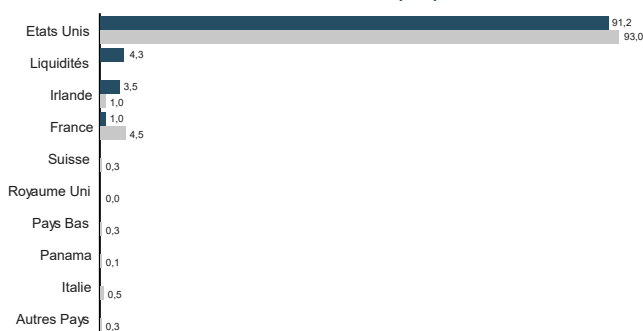 Etats Unis 91,2
93,0
Liquidités 4,3
Irlande 3,5
1,0
France 1,0
4,5
Suisse 0,3
Royaume Uni 0,0
Pays Bas 0,3
Panama 0,1
Italie 0,5
Autres Pays 0,3